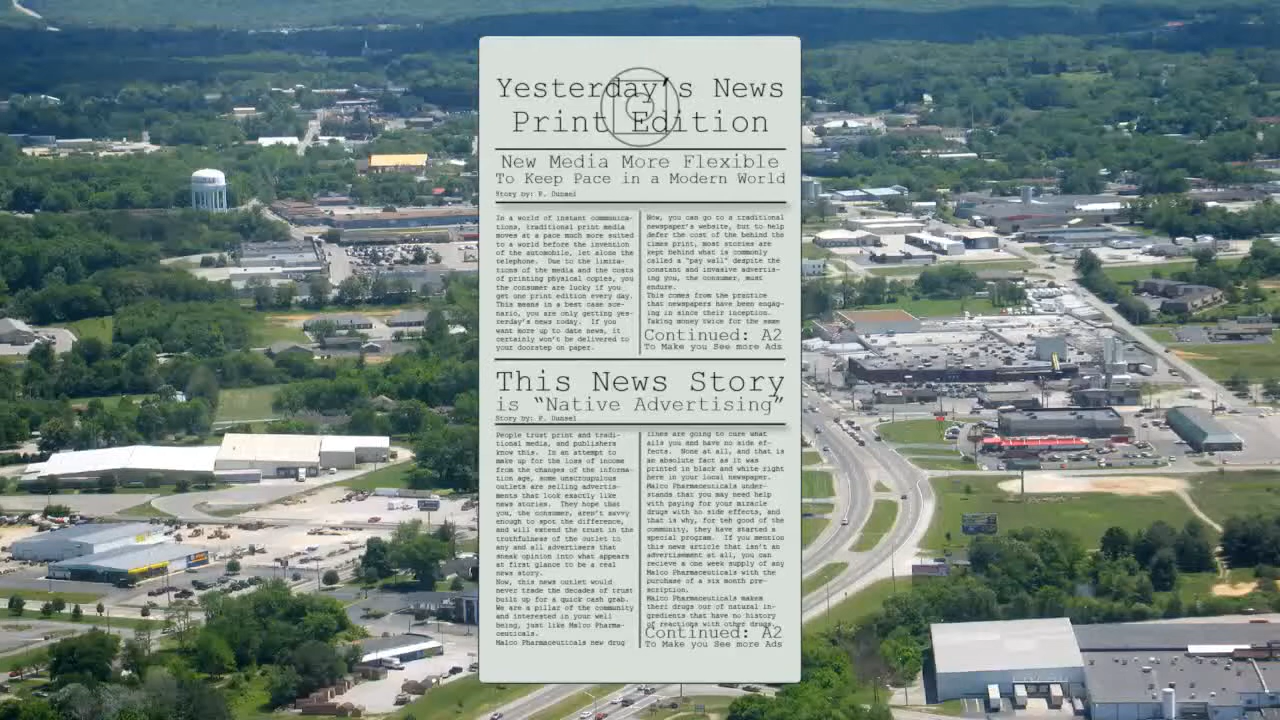 Yesterday's News
Print Edition
New Media More Flexible
To Keep Pace in a Modern World
Story by: P. Dunsel
In a world of instant communica-
tions, traditional print media
moves at a pace much more suited
to a world before the invention
of the automobile, let alone the
telephone. Due to the limita-
tions of the media and the costs
of printing physical copies, you
the consumer are lucky if you
get one print edition every day.
This means in a best case sce-
nario, you are only getting yes-
terday's news today. If you
want more up to date news, it
certainly won't be delivered to
your doorstep on paper.
Now, you can go to a traditional
newspaper's website, but to help
defer the cost of the behind the
times print, most stories are
kept behind what is commonly
called a "pay wall" despite the
constant and invasive advertis-
ing you, the consumer, must
endure.
This comes from the practice
that newspapers have been engag-
ing in since their inception.
Taking money twice for the same
Continued: A2
To Make you See more Ads
This News Story
is "Native Advertising"
Story by: P. Dunsel
People trust print and tradi-
tional media, and publishers
know this. In an attempt to
make up for the loss of income
from the changes of the informa-
tion age, some unscrupulous
outlets are selling advertis-
ments that look exactly like
news stories. They hope that
you, the consumer, aren't savvy
enough to spot the difference,
and will extend the trust in the
truthfulness of the outlet to
any and all advertisers that
sneak opinion into what appears
at first glance to be a real
news story.
Now, this news outlet would
never trade the decades of trust
built up for a quick cash grab.
We are a pillar of the community
and interested in your well
being, just like Malco Pharma-
ceuticals.
Malco Pharmaceuticals new drug
lines are going to cure what
ails you and have no side ef-
fects. None at all, and that is
an absolute fact as it was
printed in black and white right
here in your local newspaper.
Malco Pharmaceuticals under-
stands that you may need help
with paying for your miracle
drugs with no side effects, and
that is why, for teh good of the
community, they have started a
special program. If you mention
this news article that isn't an
advertisement at all, you can
recieve a one week supply of any
Malco Pharmaceuticals with the
purchase of a six month pre-
scription.
Malco Pharmaceuticals makes
theri drugs our of natural in-
gredients that have no history
of reactions with other drugs.
Continued: A2
To Make you See more Ads